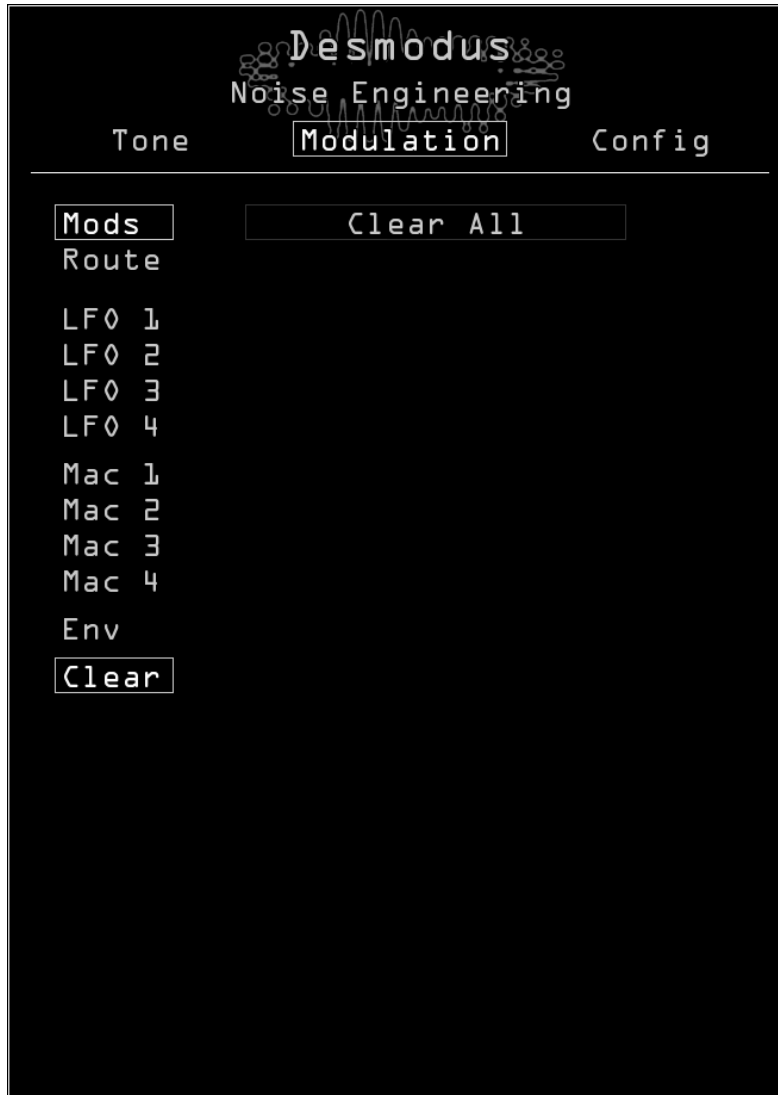 Desmodus
Noise Engineering
Tone Modulation Config
Mods Clear All
Route
LFO 1
LFO 2
LFO 3
LFO 4
Mac 1
Mac 2
Mac 3
Mac 4
Env
Clear